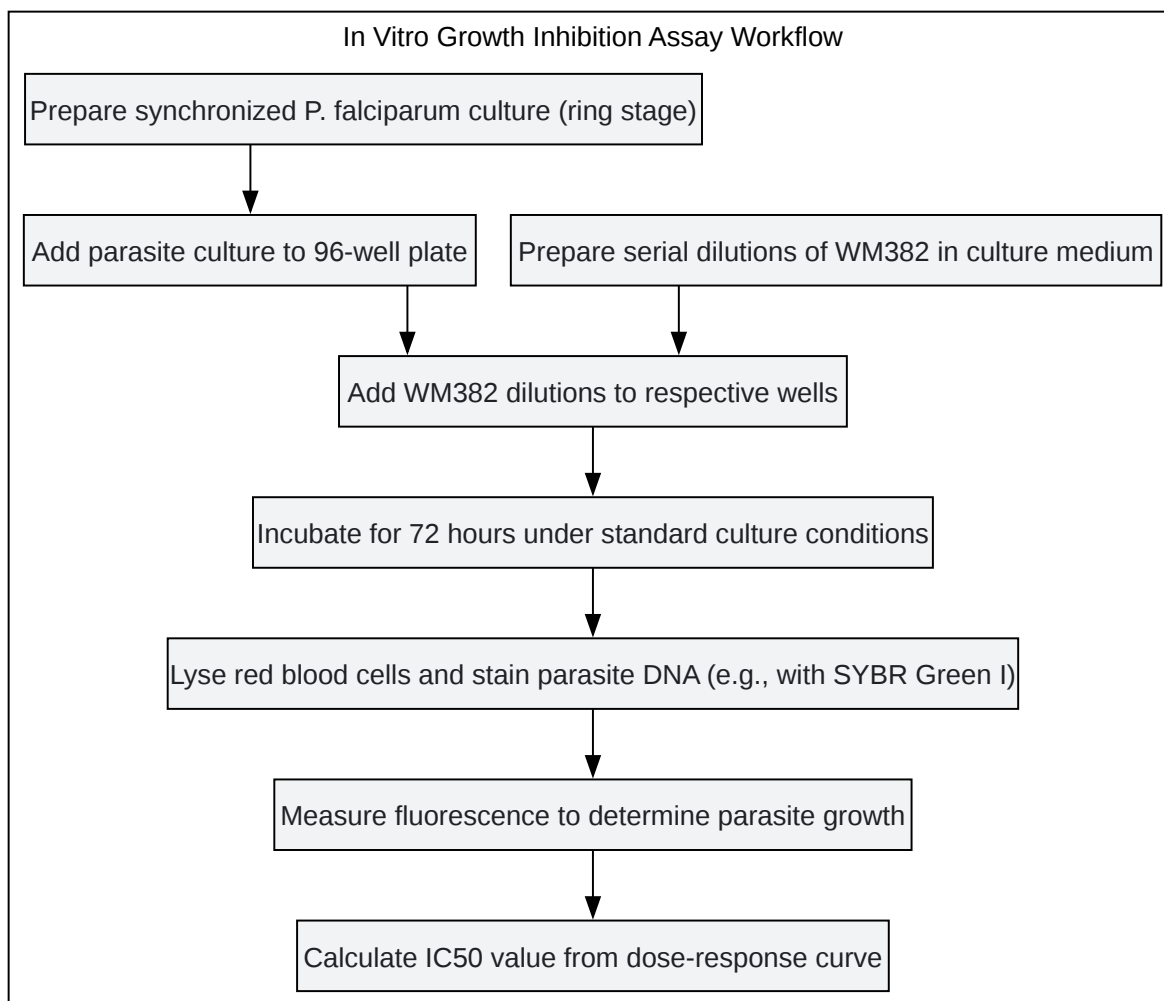 In Vitro Growth Inhibition Assay Workflow
Prepare synchronized P. falciparum culture (ring stage)
Add parasite culture to 96-well plate
Prepare serial dilutions of WM382 in culture medium
Add WM382 dilutions to respective wells
Incubate for 72 hours under standard culture conditions
Lyse red blood cells and stain parasite DNA (e.g., with SYBR Green I)
Measure fluorescence to determine parasite growth
Calculate IC50 value from dose-response curve